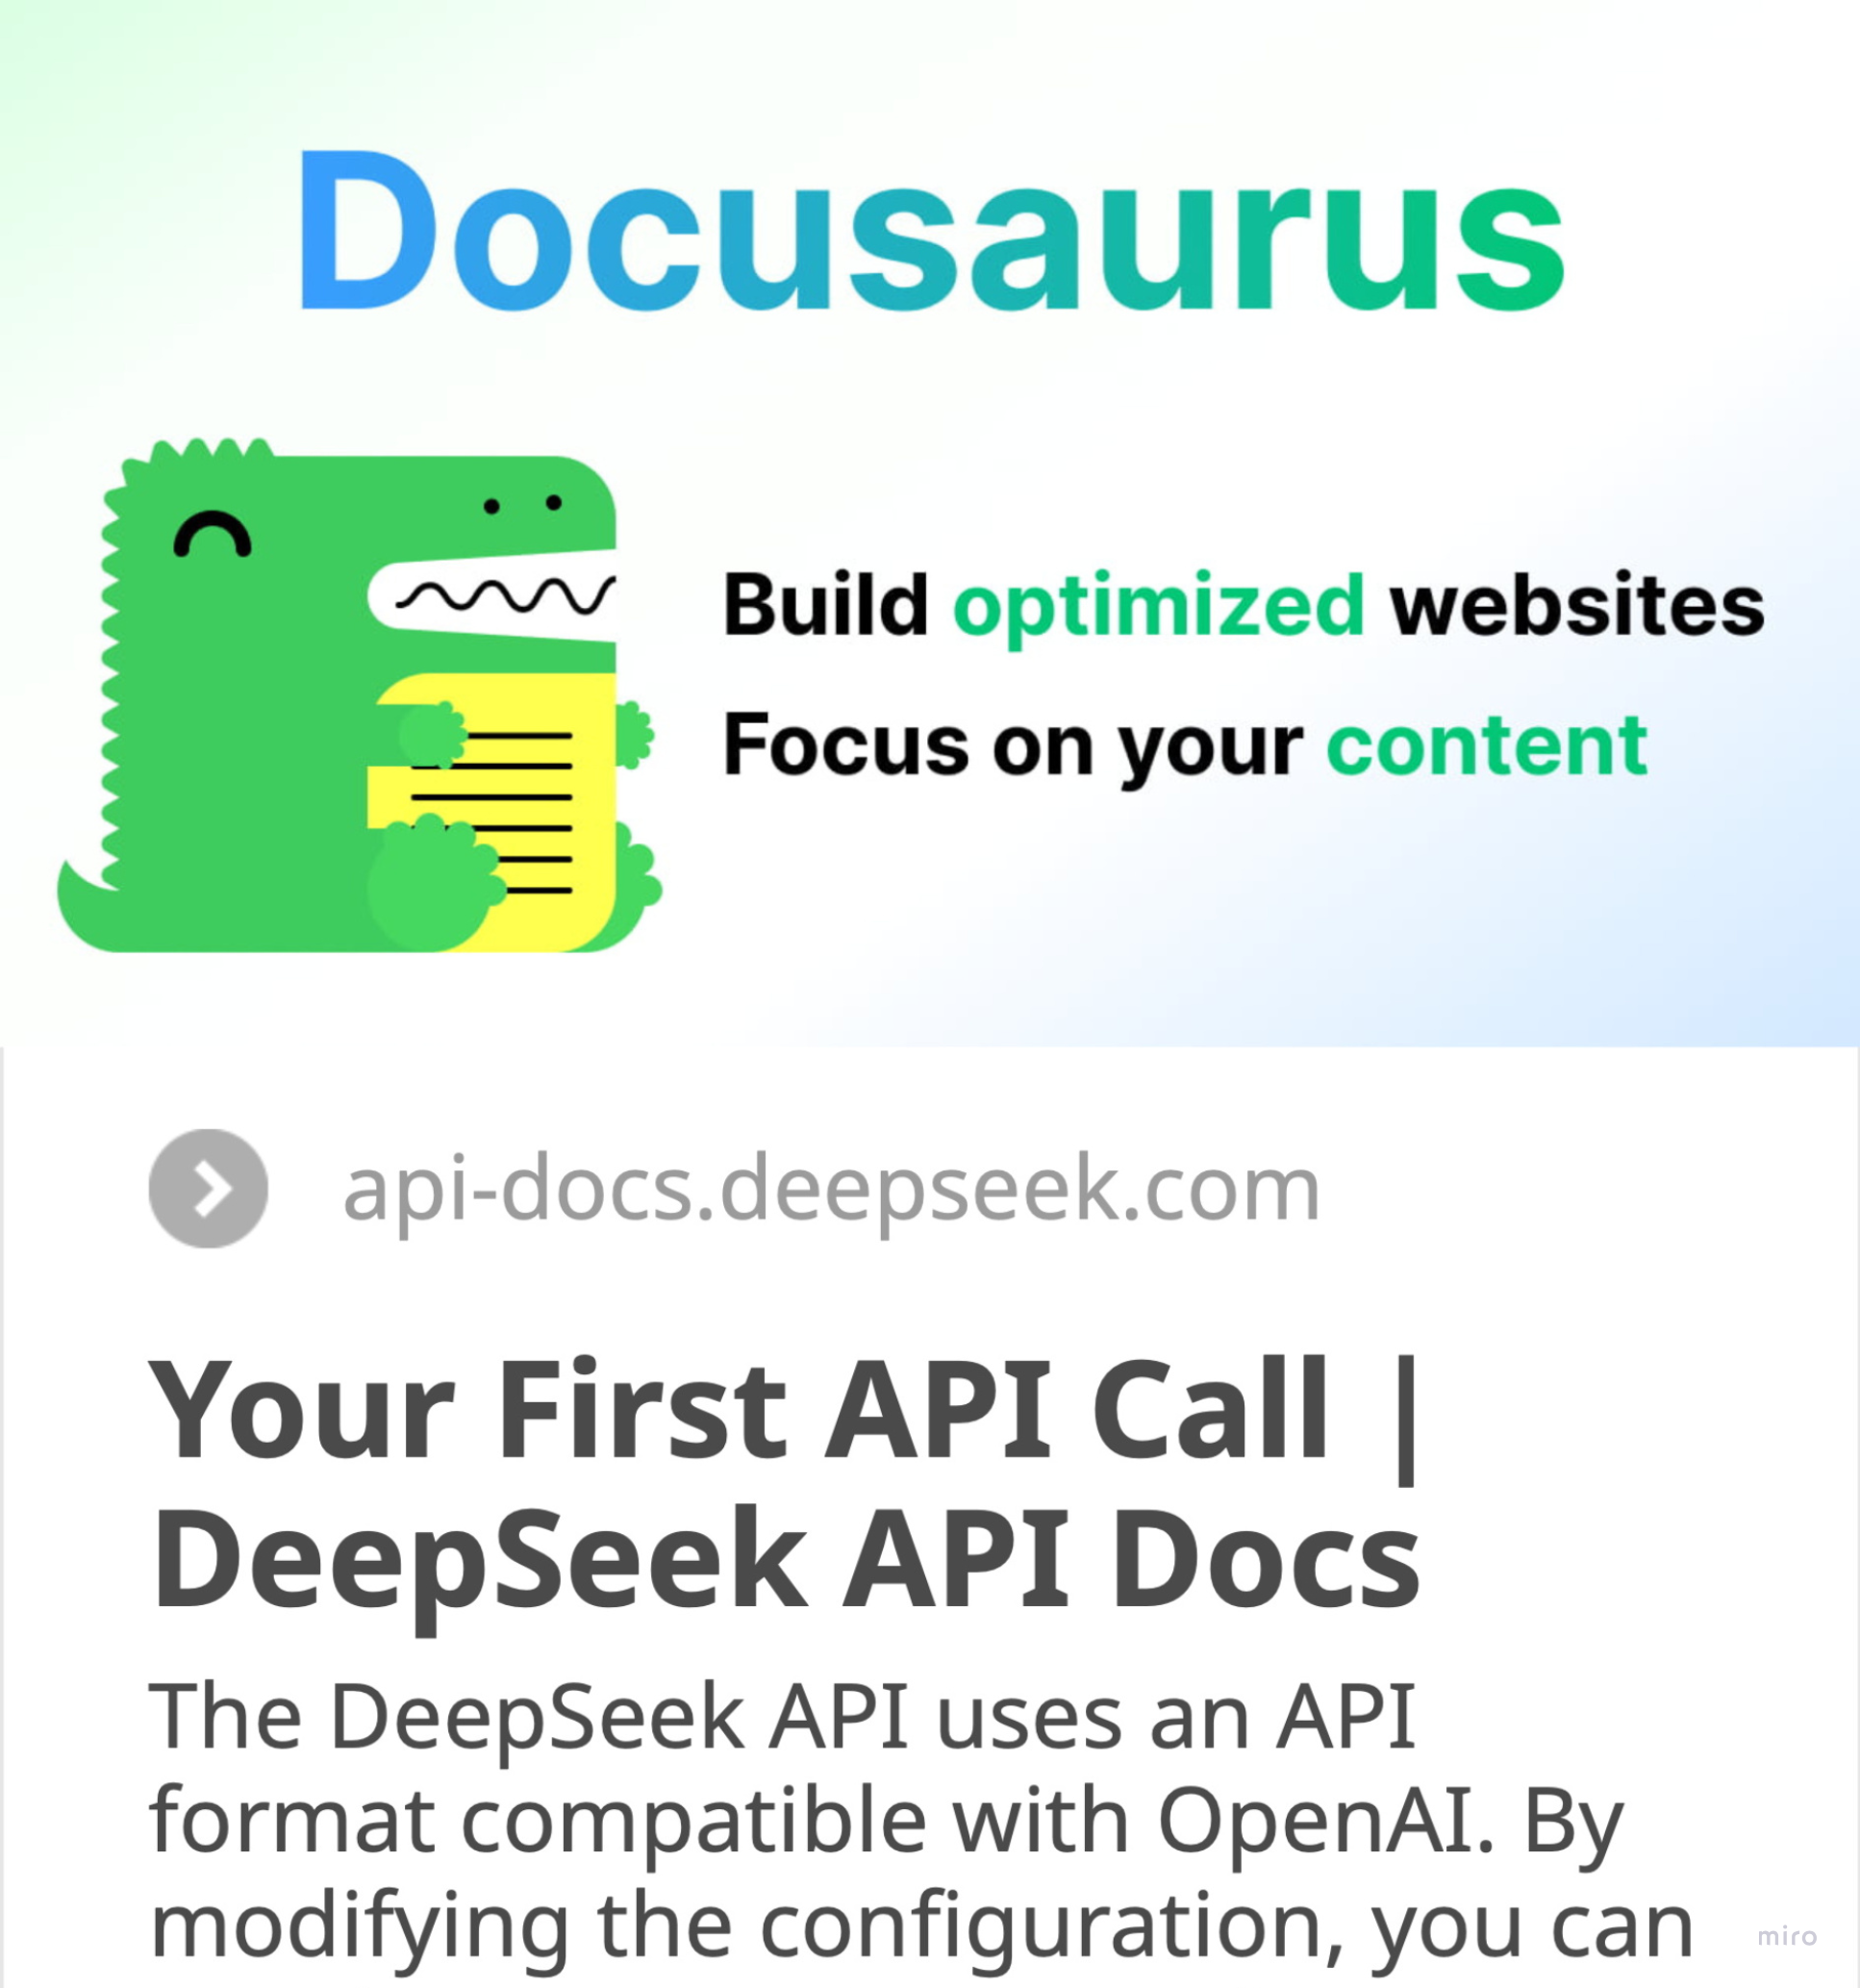 Docusaurus
Build optimized websites
Focus on your content
api-docs.deepseek.com
Your First API Call |
DeepSeek API Docs
The DeepSeek API uses an API
format compatible with OpenAI. By
modifying the configuration, you can
miro